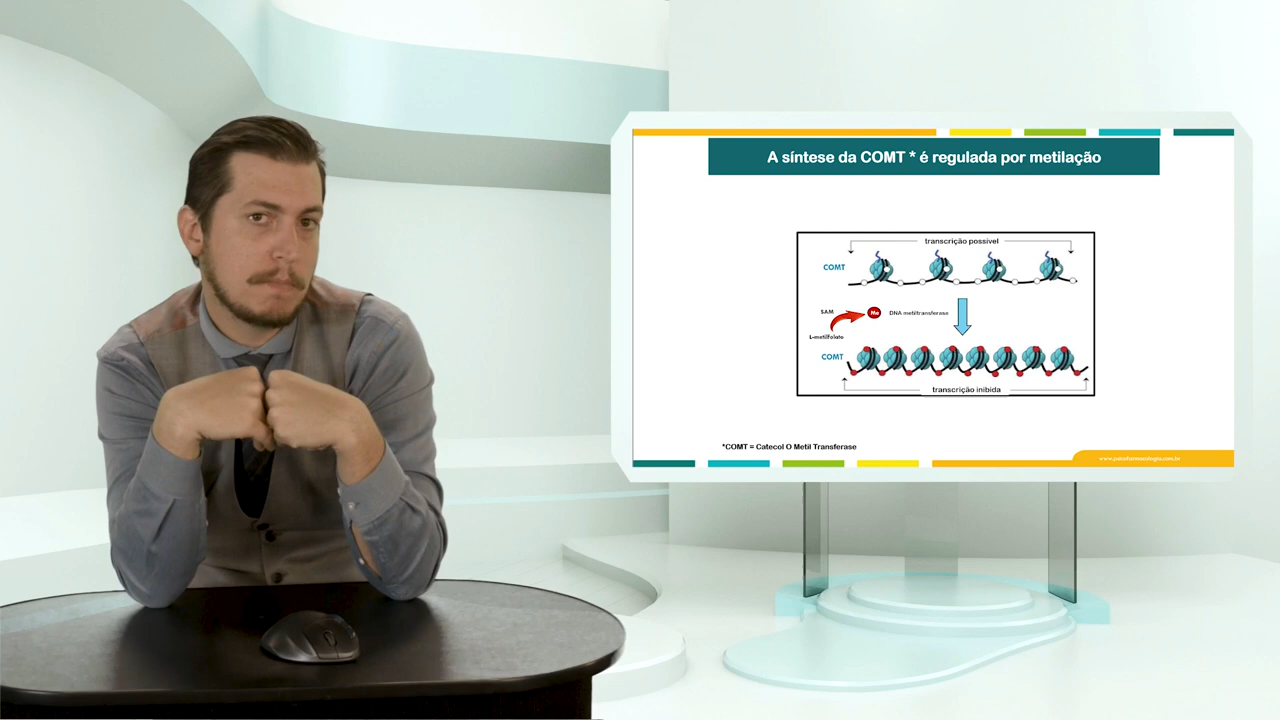 A síntese da COMT * é regulada por metilação
transcrição possível
COMT
SAM
Me
DNA metiltransferase
L-metilfolato
COMT
transcrição inibida
*COMT = Catecol O Metil Transferase
www.psicofarmacologia.com.br